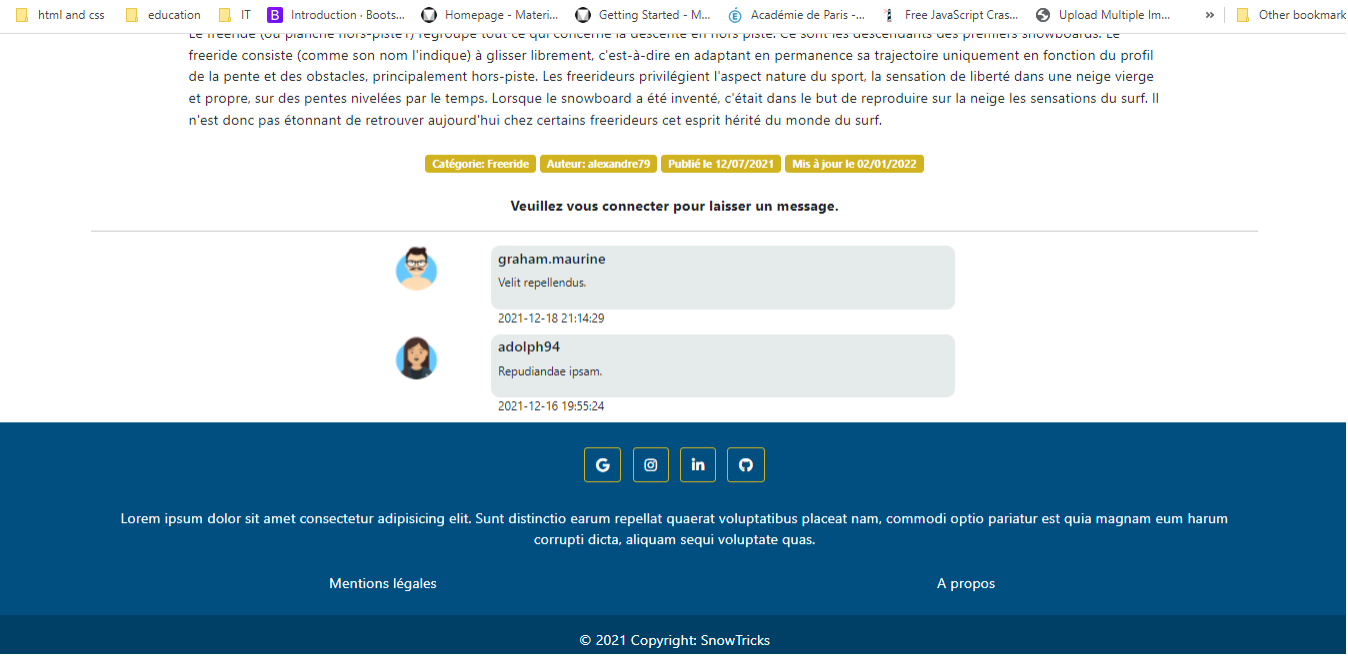 html and css education IT Introduction · Boots... Homepage - Materi... Getting Started - M... Académie de Paris -... Free JavaScript Cras... Upload Multiple Im... » Other bookmark
Le freeride (ou planche hors-piste?) regroupe tout ce qui concerne la descente en hors piste. Ce sont les descendants des premiers snowboards. Le
freeride consiste (comme son nom l'indique) à glisser librement, c'est-à-dire en adaptant en permanence sa trajectoire uniquement en fonction du profil
de la pente et des obstacles, principalement hors-piste. Les freerideurs privilégient l'aspect nature du sport, la sensation de liberté dans une neige vierge
et propre, sur des pentes nivelées par le temps. Lorsque le snowboard a été inventé, c'était dans le but de reproduire sur la neige les sensations du surf. Il
n'est donc pas étonnant de retrouver aujourd'hui chez certains freerideurs cet esprit hérité du monde du surf.
Catégorie: Freeride Auteur: alexandre79 Publié le 12/07/2021 Mis à jour le 02/01/2022
Veuillez vous connecter pour laisser un message.
graham.maurine
Velit repellendus.
2021-12-18 21:14:29
adolph94
Repudiandae ipsam.
2021-12-16 19:55:24
Lorem ipsum dolor sit amet consectetur adipisicing elit. Sunt distinctio earum repellat quaerat voluptatibus placeat nam, commodi optio pariatur est quia magnam eum harum
corrupti dicta, aliquam sequi voluptate quas.
Mentions légales A propos
© 2021 Copyright: SnowTricks